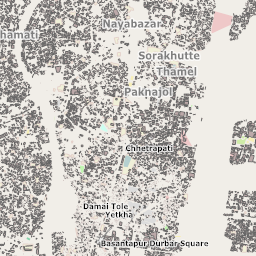 Nayabazar
hamati
Sorakhutte
Thamel
Paknajol
Chhetrapati
Damai Tole
Yetkha
Basantapur Durbar Square